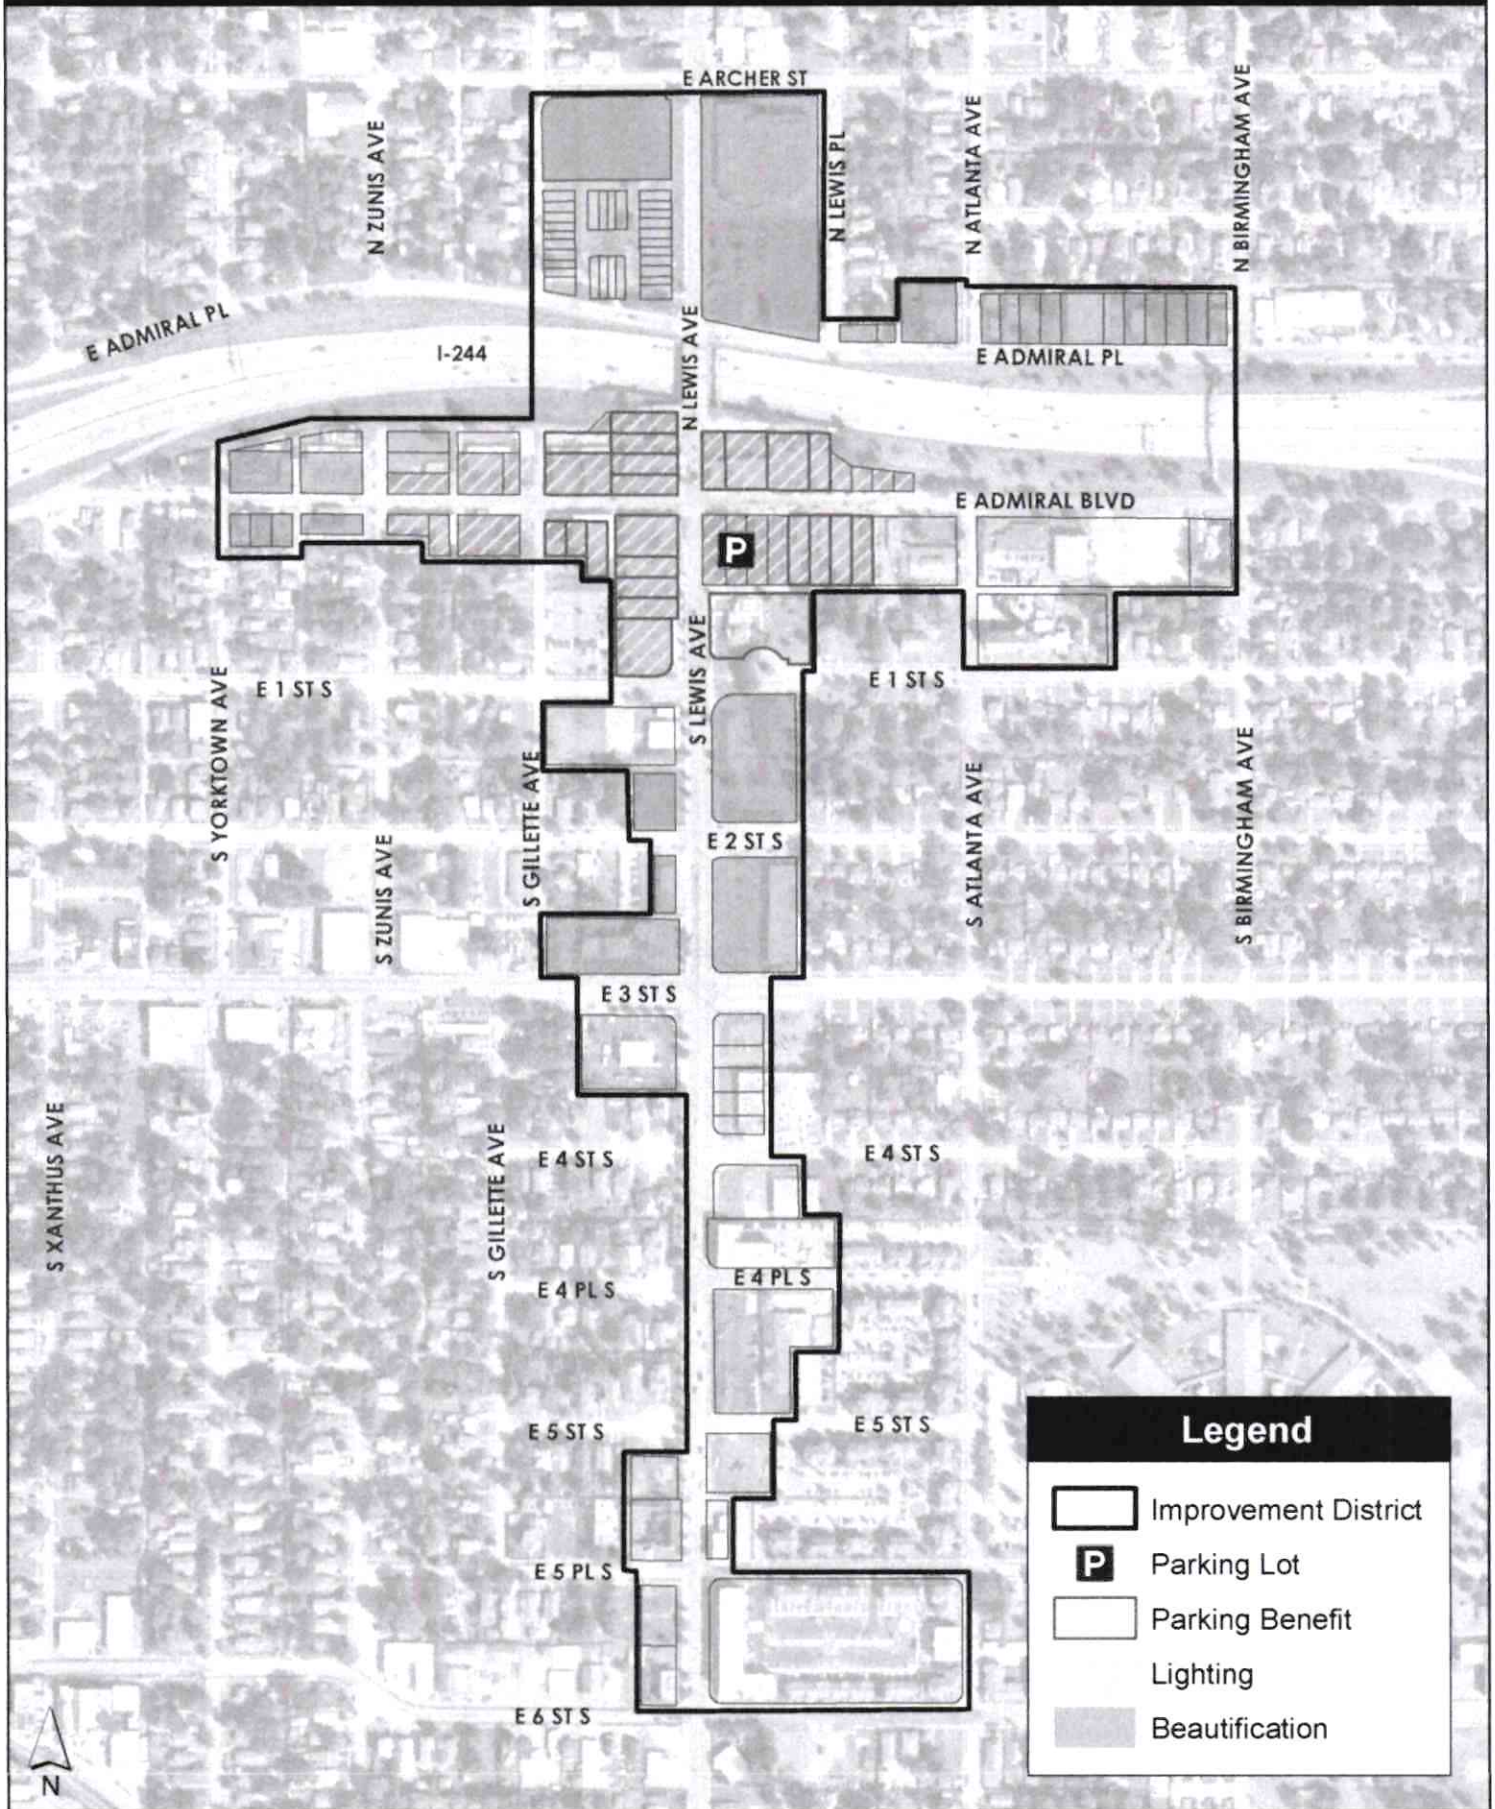 E ARCHER ST
N ZUNIS AVE
N LEWIS PL
N ATLANTA AVE
N BIRMINGHAM AVE
E ADMIRAL PL
I-244
N LEWIS AVE
E ADMIRAL PL
E ADMIRAL BLVD
P
S LEWIS AVE
E 1 ST S
E 1 ST S
S YORKTOWN AVE
S GILLETTE AVE
S ZUNIS AVE
E 2 ST S
S ATLANTA AVE
S BIRMINGHAM AVE
E 3 ST S
S XANTHUS AVE
S GILLETTE AVE
E 4 ST S
E 4 ST S
E 4 PL S
E 4 PL S
E 5 ST S
E 5 ST S
E 5 PL S
E 6 ST S
N
Legend
Improvement District
P Parking Lot
Parking Benefit
Lighting
Beautification